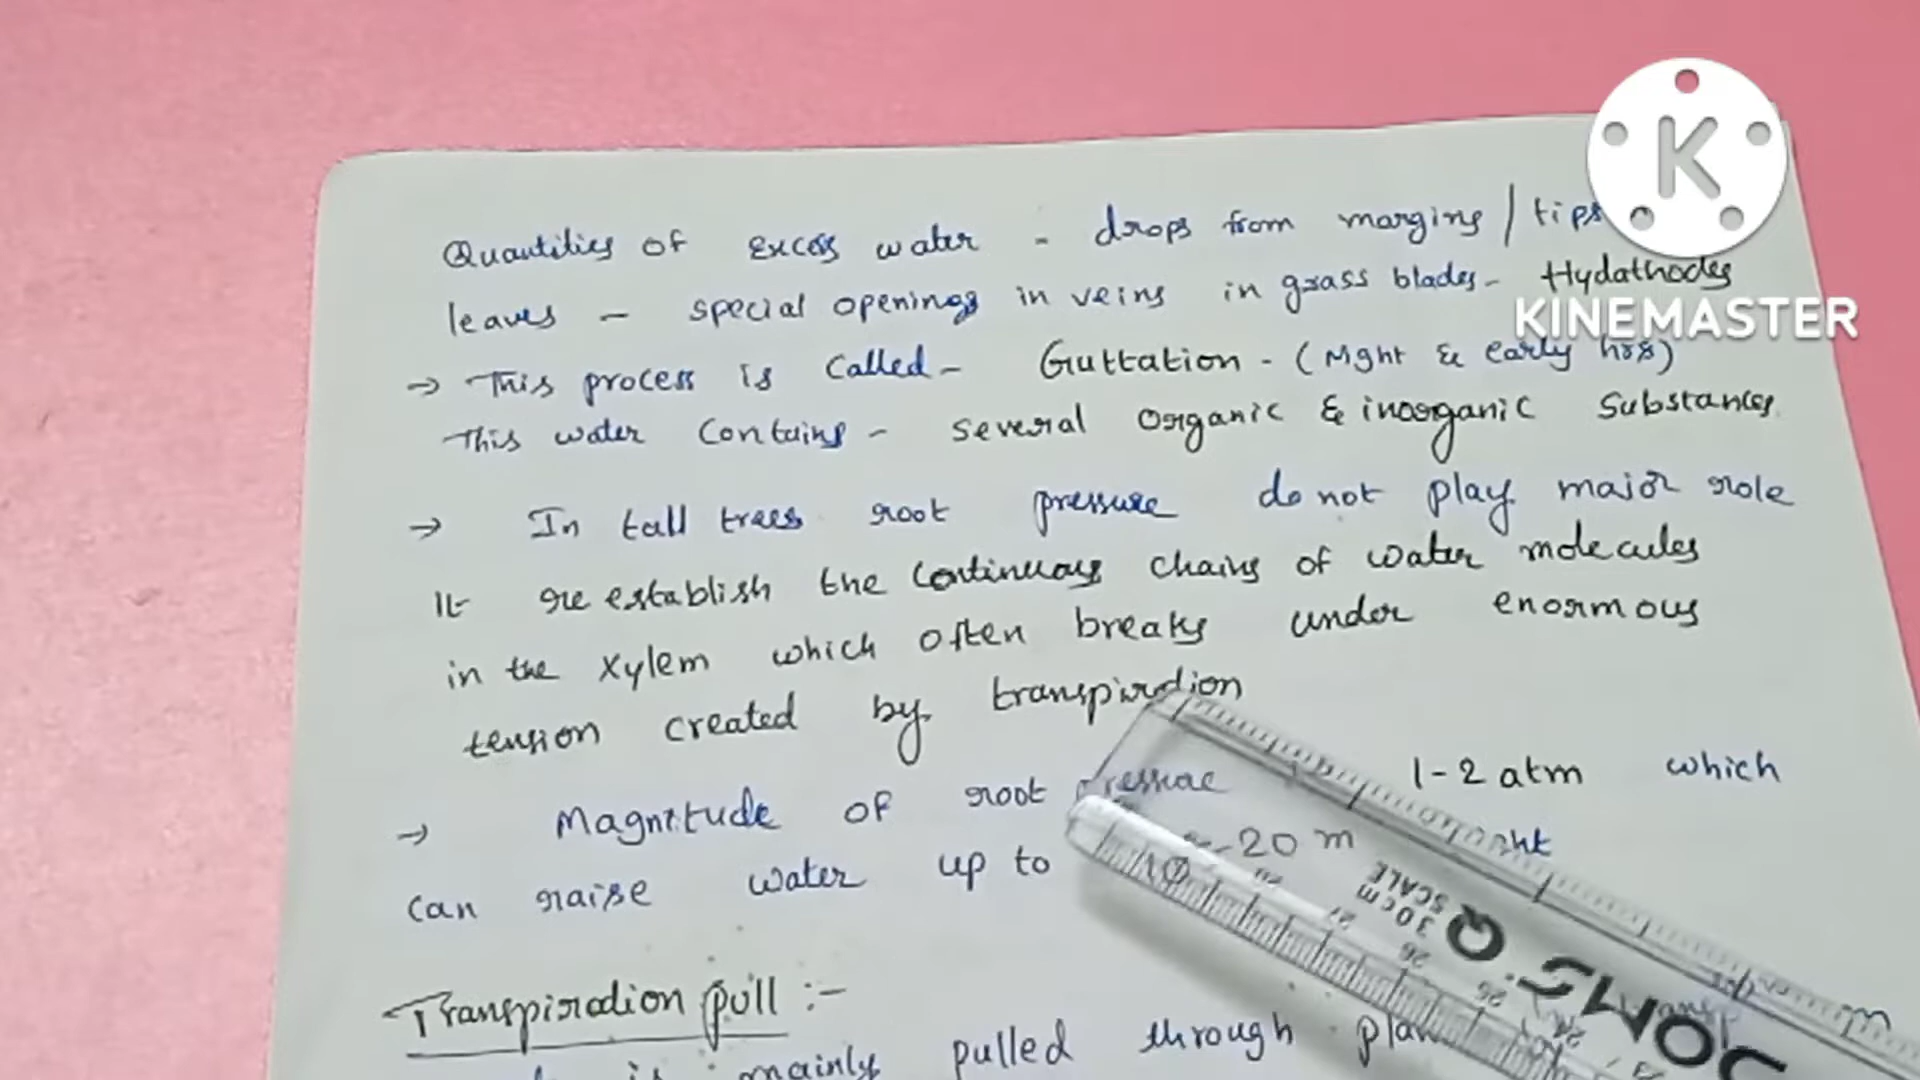 Quantities of excess water - drops from margins / tips
leaves - special openings in veins in grass blades - Hydathodes
→ This process is called - Guttation - (Night & early hrs)
This water contains - several organic & inorganic substances
→ In tall trees root pressure do not play major role
It re establish the continuous chains of water molecules
in the xylem which often breaks under enormous
tension created by transpiration
→ Magnitude of root pressure 1-2 atm which
can raise water up to 10-20 m
Transpiration pull :-
mainly pulled through
K
KINEMASTER
30cm
Q SCALE